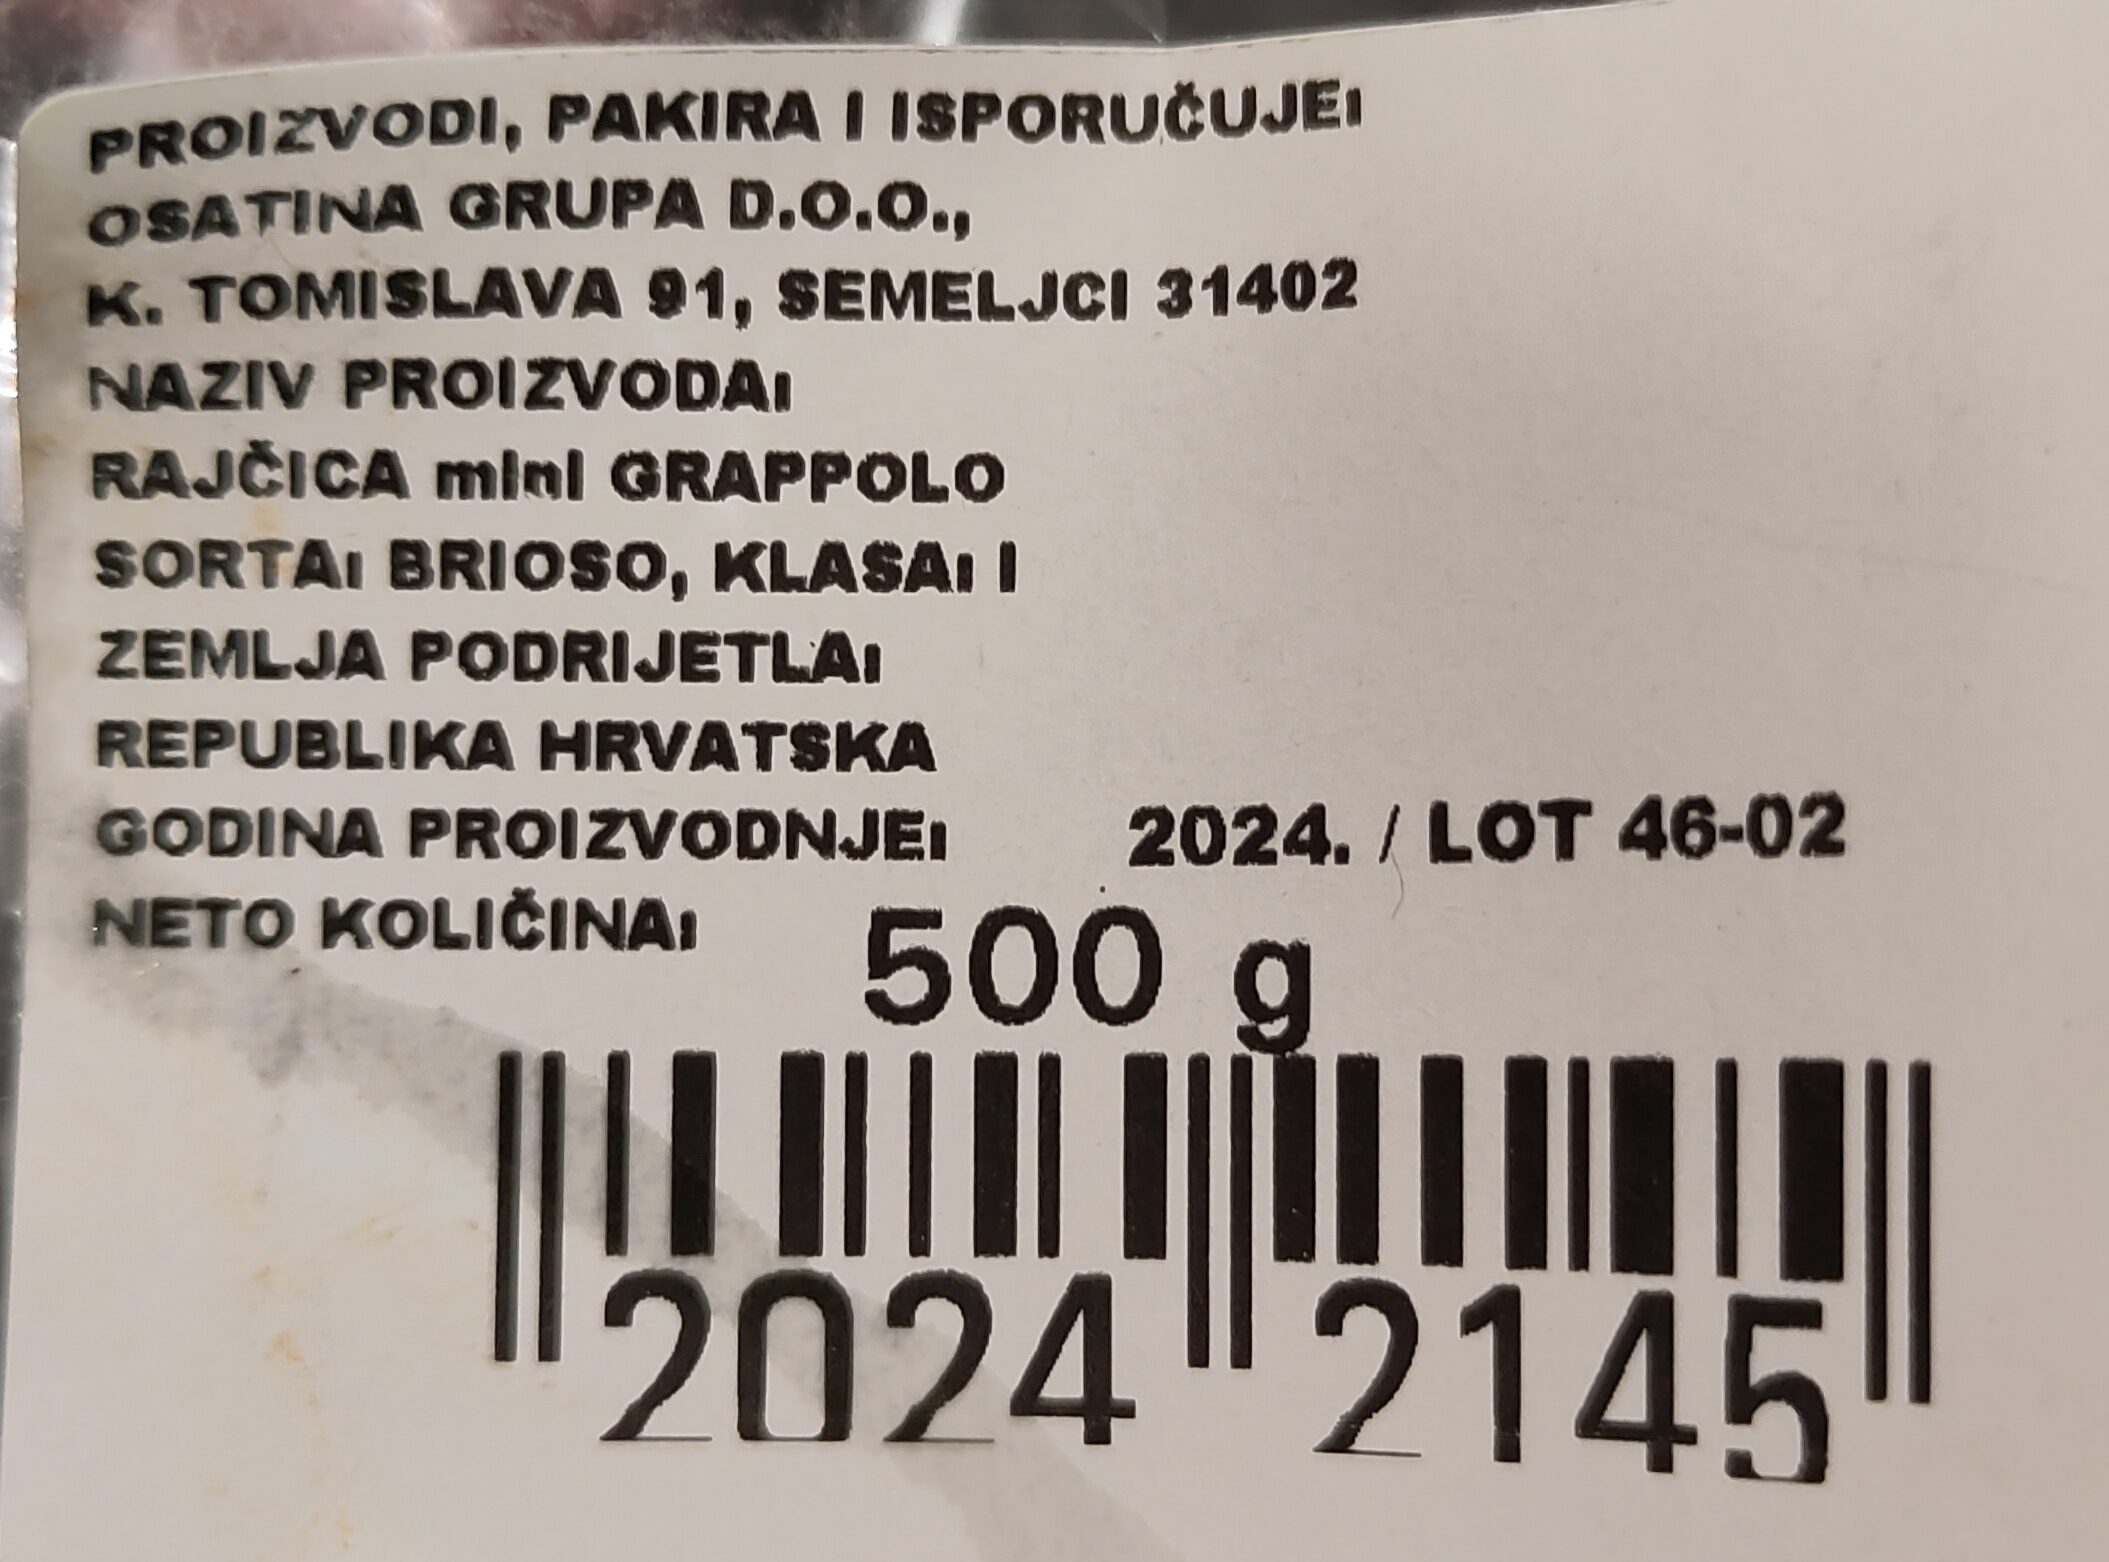 PROIZVODI, PAKIRA I ISPORUČUJE:
OSATINA GRUPA D.O.O.,
K. TOMISLAVA 91, SEMELJCI 31402
NAZIV PROIZVODA:
RAJČICA mini GRAPPOLO
SORTA: BRIOSO, KLASA: I
ZEMLJA PODRIJETLA:
REPUBLIKA HRVATSKA
GODINA PROIZVODNJE: 2024. / LOT 46-02
NETO KOLIČINA: 500 g
2024 2145